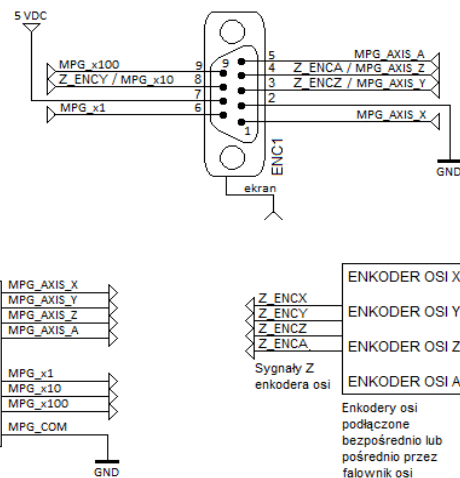 5 VDC
MPG_x100
Z_ENCY / MPG_x10
MPG_x1
9
8
7
6
9
1
5
4
3
2
MPG_AXIS_A
Z_ENCA / MPG_AXIS_Z
Z_ENCZ / MPG_AXIS_Y
MPG_AXIS_X
ENC1
GND
ekran
MPG_AXIS_X
MPG_AXIS_Y
MPG_AXIS_Z
MPG_AXIS_A
MPG_x1
MPG_x10
MPG_x100
MPG_COM
GND
Z_ENCX
Z_ENCY
Z_ENCZ
Z_ENCA
Sygnały Z
enkodera osi
ENKODER OSI X
ENKODER OSI Y
ENKODER OSI Z
ENKODER OSI A
Enkodery osi
podłączone
bezpośrednio lub
pośrednio przez
falownik osi